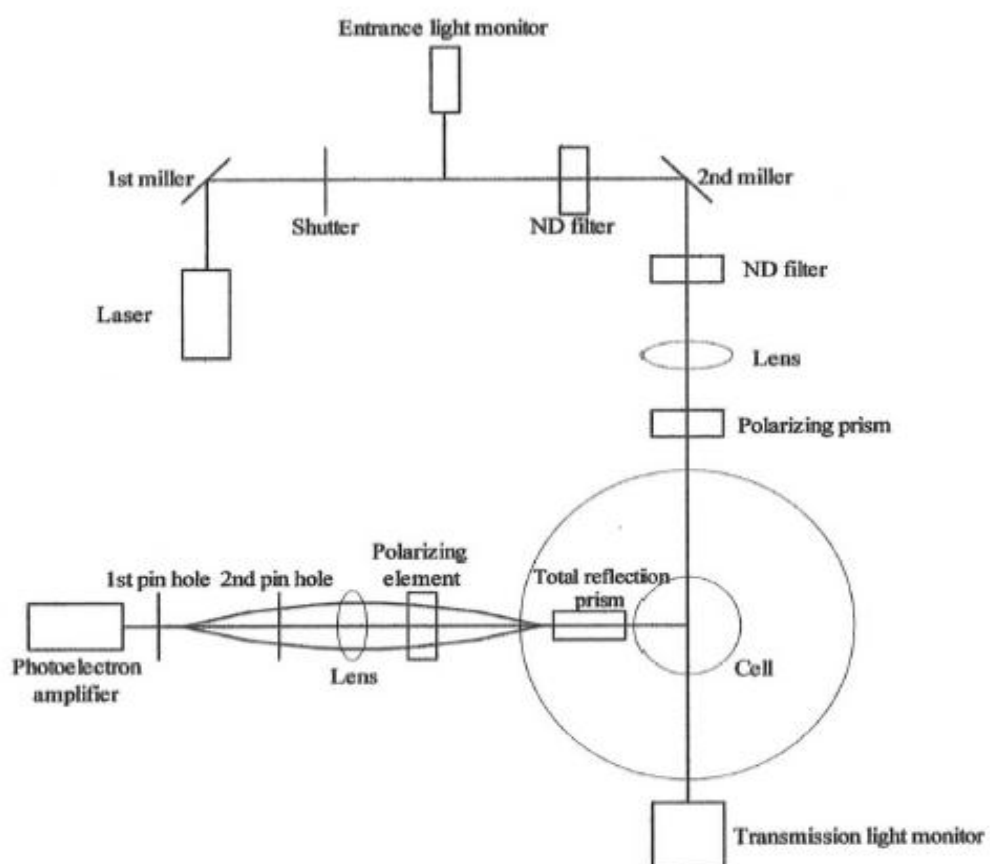 Entrance light monitor
1st miller
2nd miller
Shutter
ND filter
ND filter
Laser
Lens
Polarizing prism
Polarizing
element
1st pin hole
2nd pin hole
Total reflection
prism
Photoelectron
amplifier
Lens
Cell
Transmission light monitor